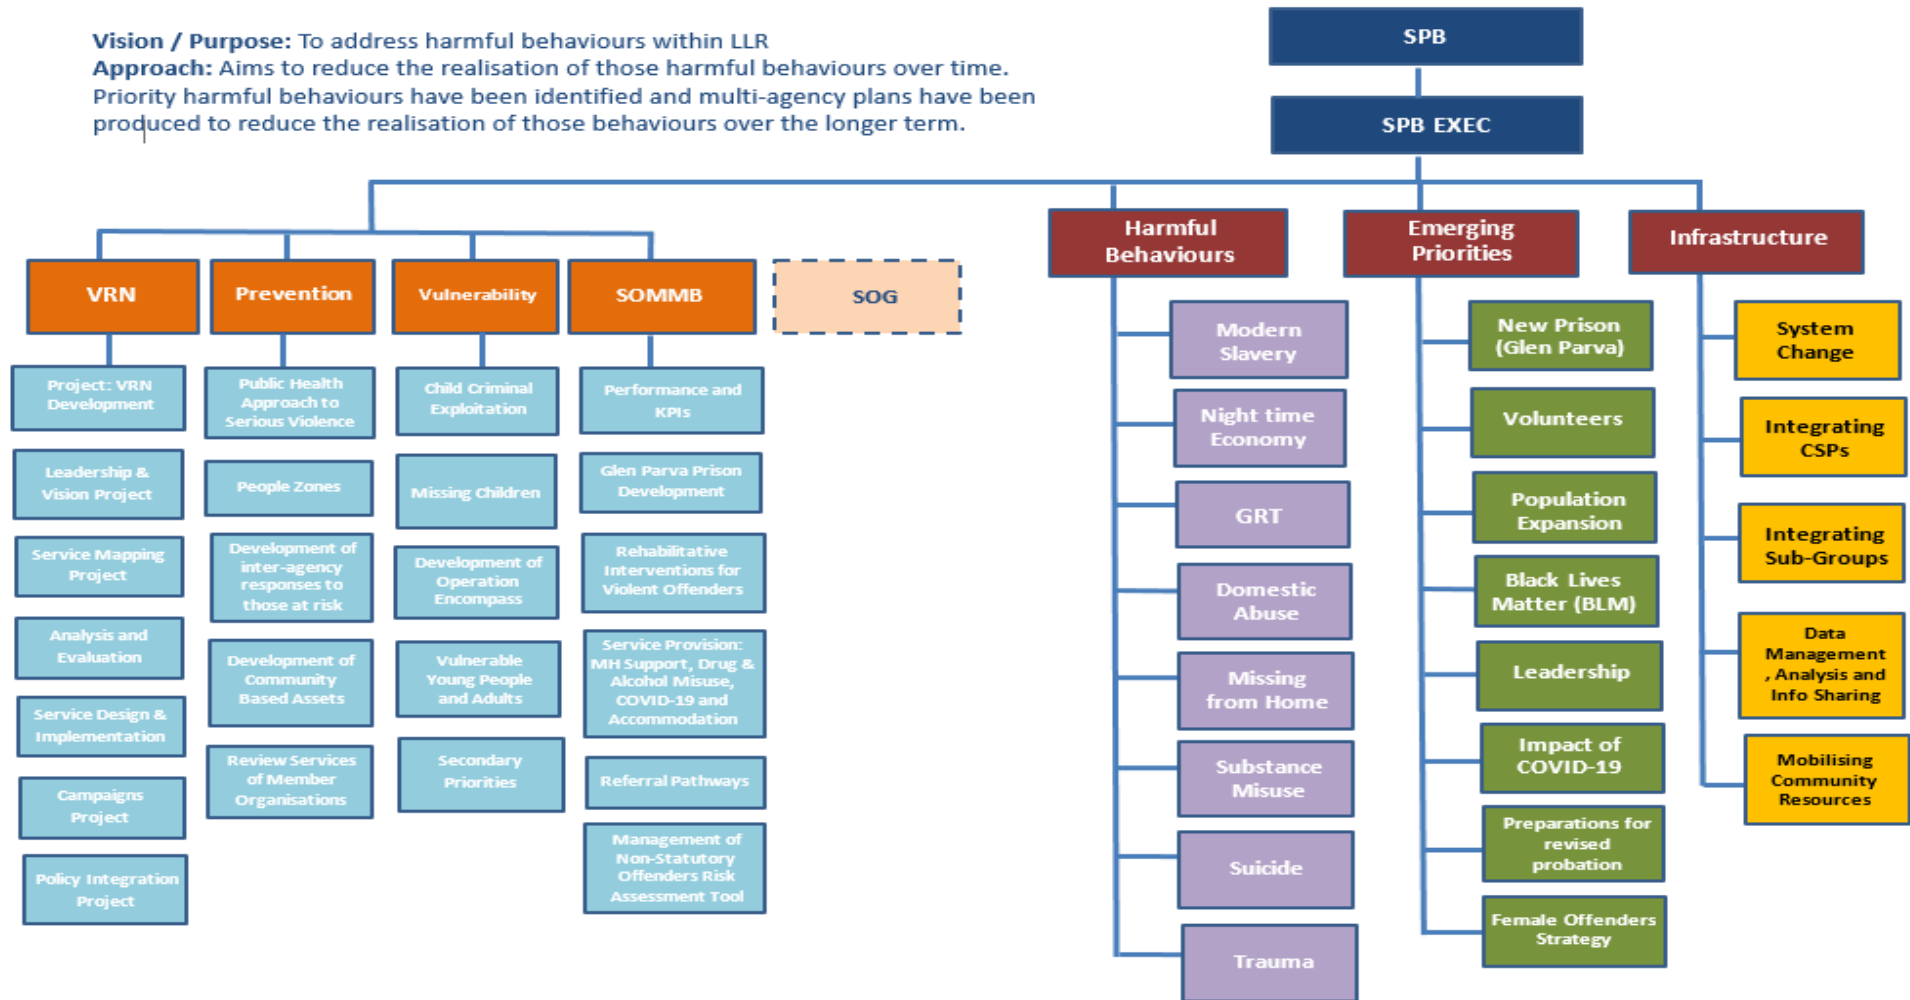 Vision / Purpose: To address harmful behaviours within LLR
Approach: Aims to reduce the realisation of those harmful behaviours over time.
Priority harmful behaviours have been identified and multi-agency plans have been
produced to reduce the realisation of those behaviours over the longer term.
SPB
SPB EXEC
VRN
Project: VRN
Development
Leadership &
Vision Project
Service Mapping
Project
Analysis and
Evaluation
Service Design &
Implementation
Campaigns
Project
Policy Integration
Project
Prevention
Public Health
Approach to
Serious Violence
People Zones
Development of
inter-agency
responses to
those at risk
Development of
Community
Based Assets
Review Services
of Member
Organisations
Vulnerability
Child Criminal
Exploitation
Missing Children
Development of
Operation
Encompass
Vulnerable
Young People
and Adults
Secondary
Priorities
SOMMB
Performance and
KPIs
Glen Parva Prison
Development
Rehabilitative
Interventions for
Violent Offenders
Service Provision:
MH Support, Drug &
Alcohol Misuse,
COVID-19 and
Accommodation
Referral Pathways
Management of
Non-Statutory
Offenders Risk
Assessment Tool
SOG
Harmful
Behaviours
Modern
Slavery
Night time
Economy
GRT
Domestic
Abuse
Missing
from Home
Substance
Misuse
Suicide
Trauma
Emerging
Priorities
New Prison
(Glen Parva)
Volunteers
Population
Expansion
Black Lives
Matter (BLM)
Leadership
Impact of
COVID-19
Preparations for
revised
probation
Female Offenders
Strategy
Infrastructure
System
Change
Integrating
CSPs
Integrating
Sub-Groups
Data
Management
, Analysis and
Info Sharing
Mobilising
Community
Resources